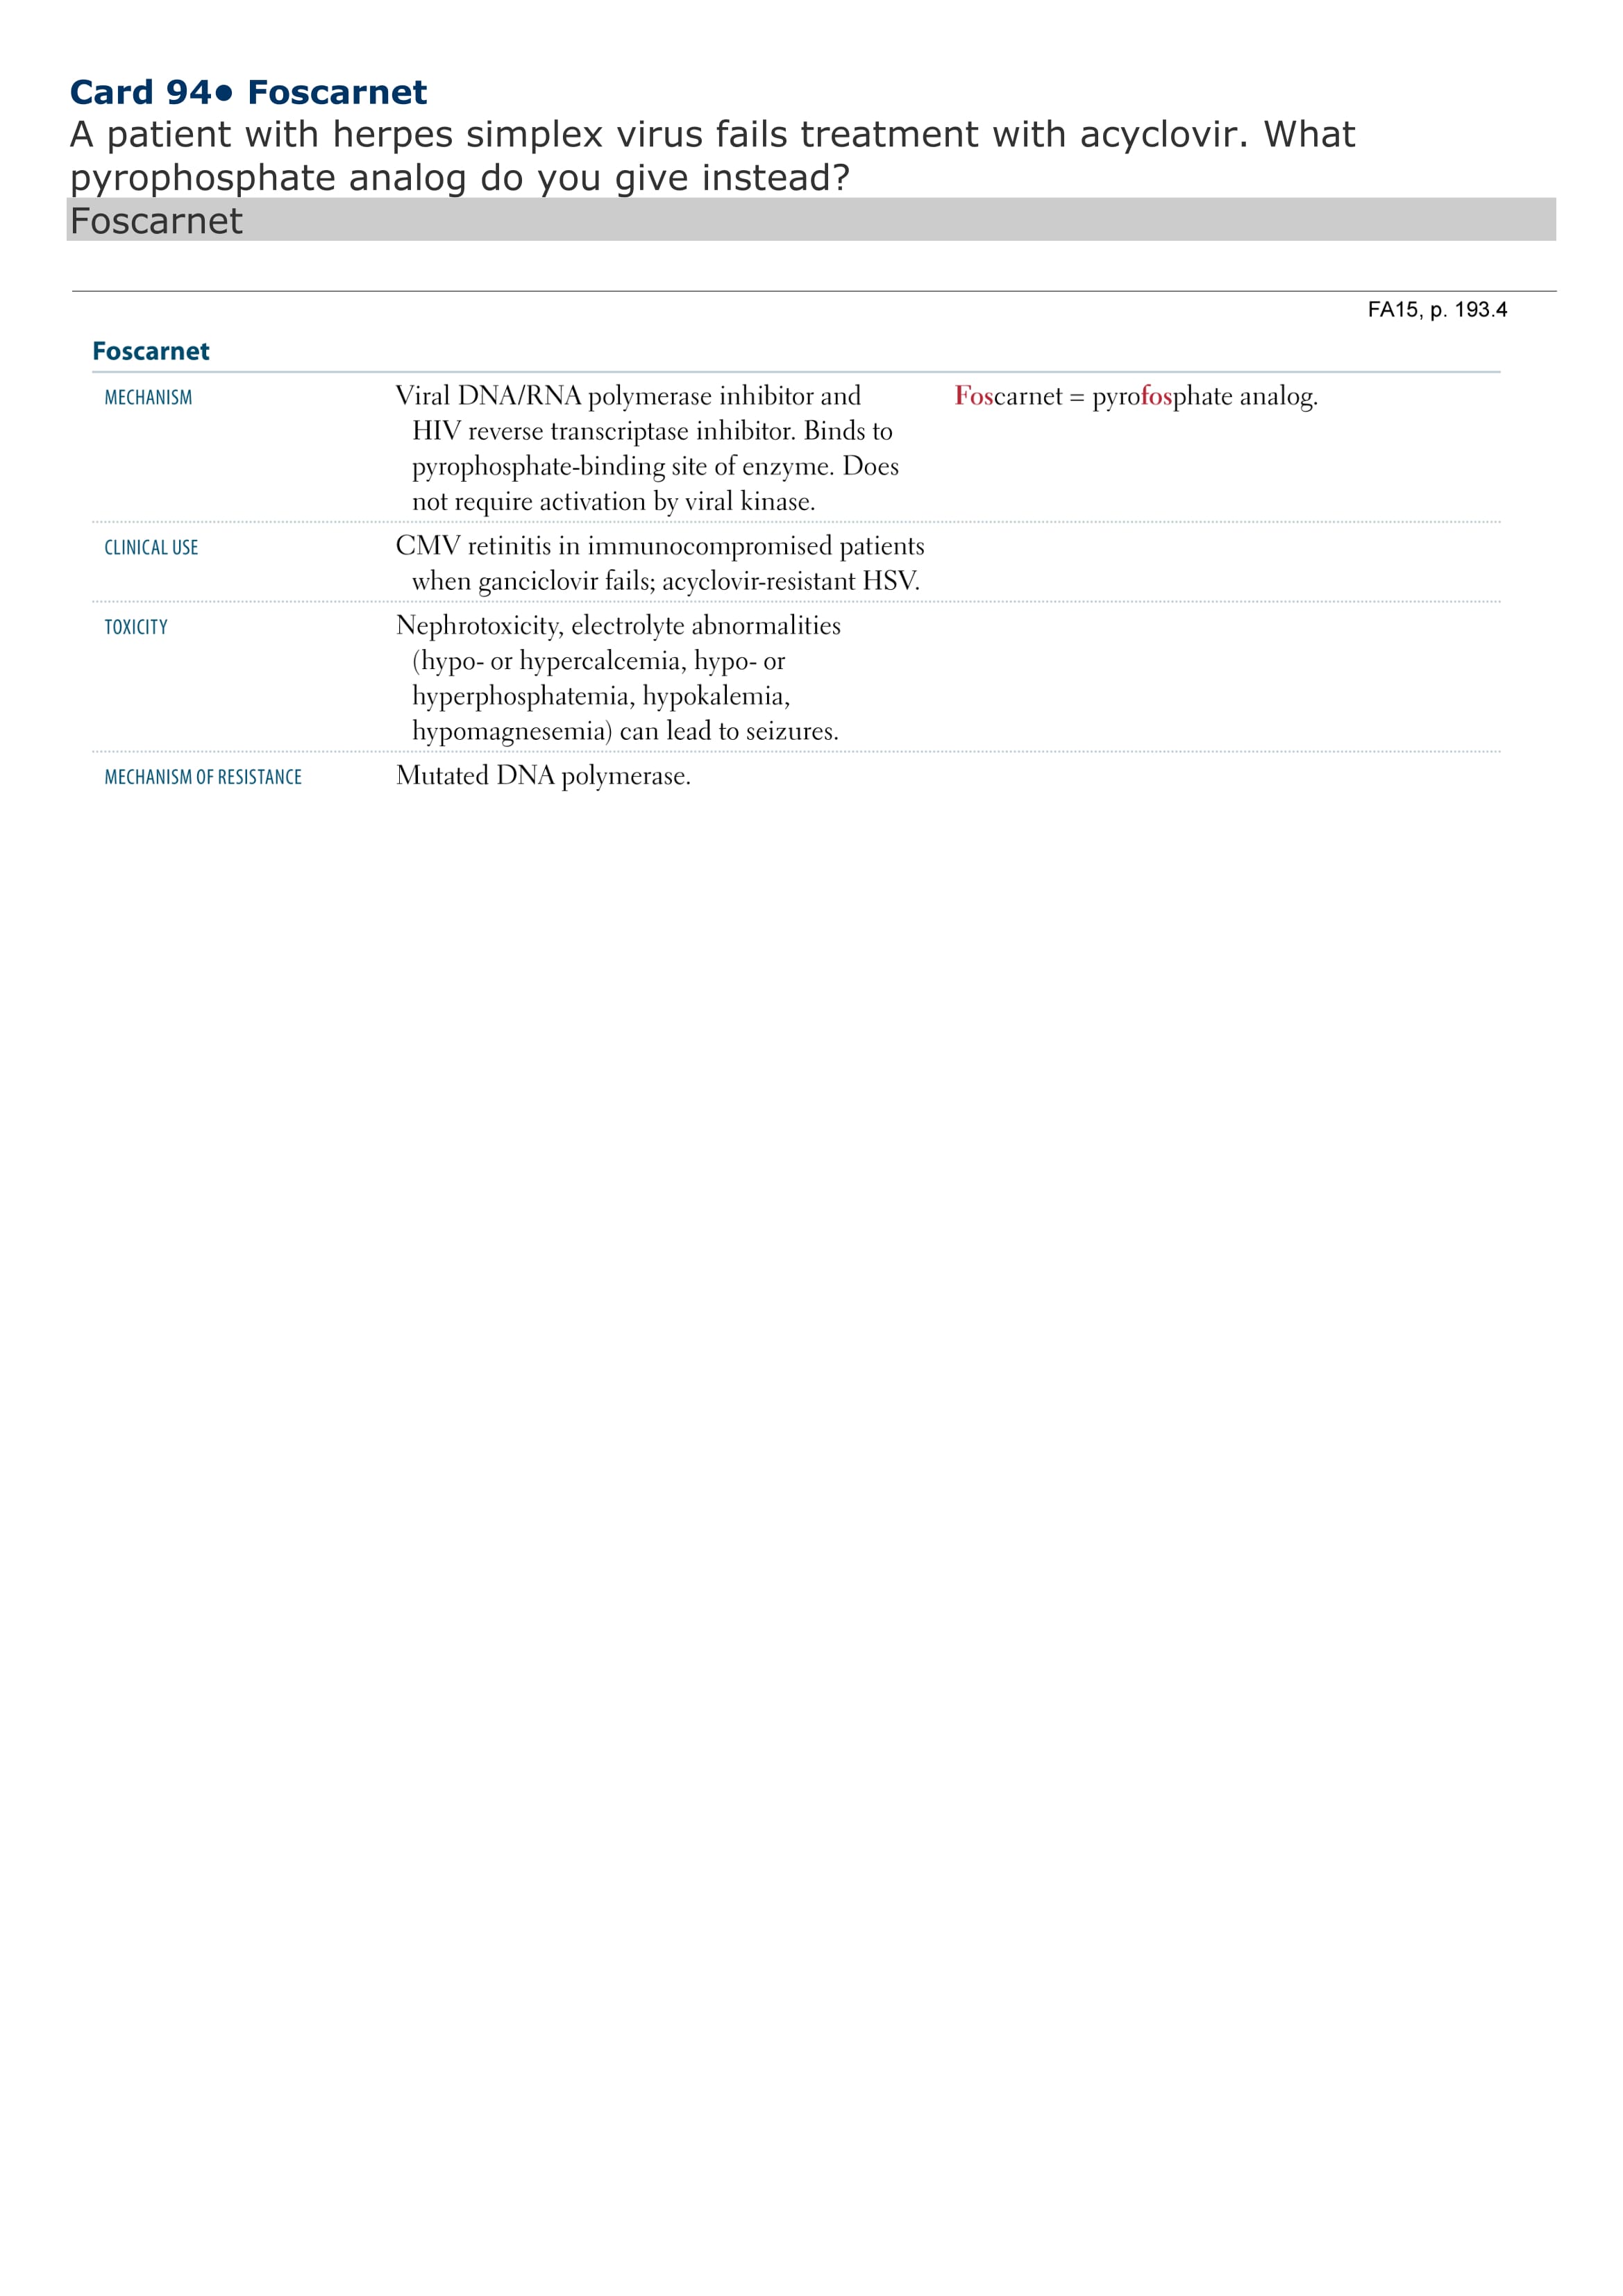 Card 94● Foscarnet
A patient with herpes simplex virus fails treatment with acyclovir. What
pyrophosphate analog do you give instead?
Foscarnet
FA15, p. 193.4
Foscarnet
MECHANISM
Viral DNA/RNA polymerase inhibitor and
HIV reverse transcriptase inhibitor. Binds to
pyrophosphate-binding site of enzyme. Does
not require activation by viral kinase.
Foscarnet = pyrofosphate analog.
CLINICAL USE
CMV retinitis in immunocompromised patients
when ganciclovir fails; acyclovir-resistant HSV.
TOXICITY
Nephrotoxicity, electrolyte abnormalities
(hypo- or hypercalcemia, hypo- or
hyperphosphatemia, hypokalemia,
hypomagnesemia) can lead to seizures.
MECHANISM OF RESISTANCE
Mutated DNA polymerase.